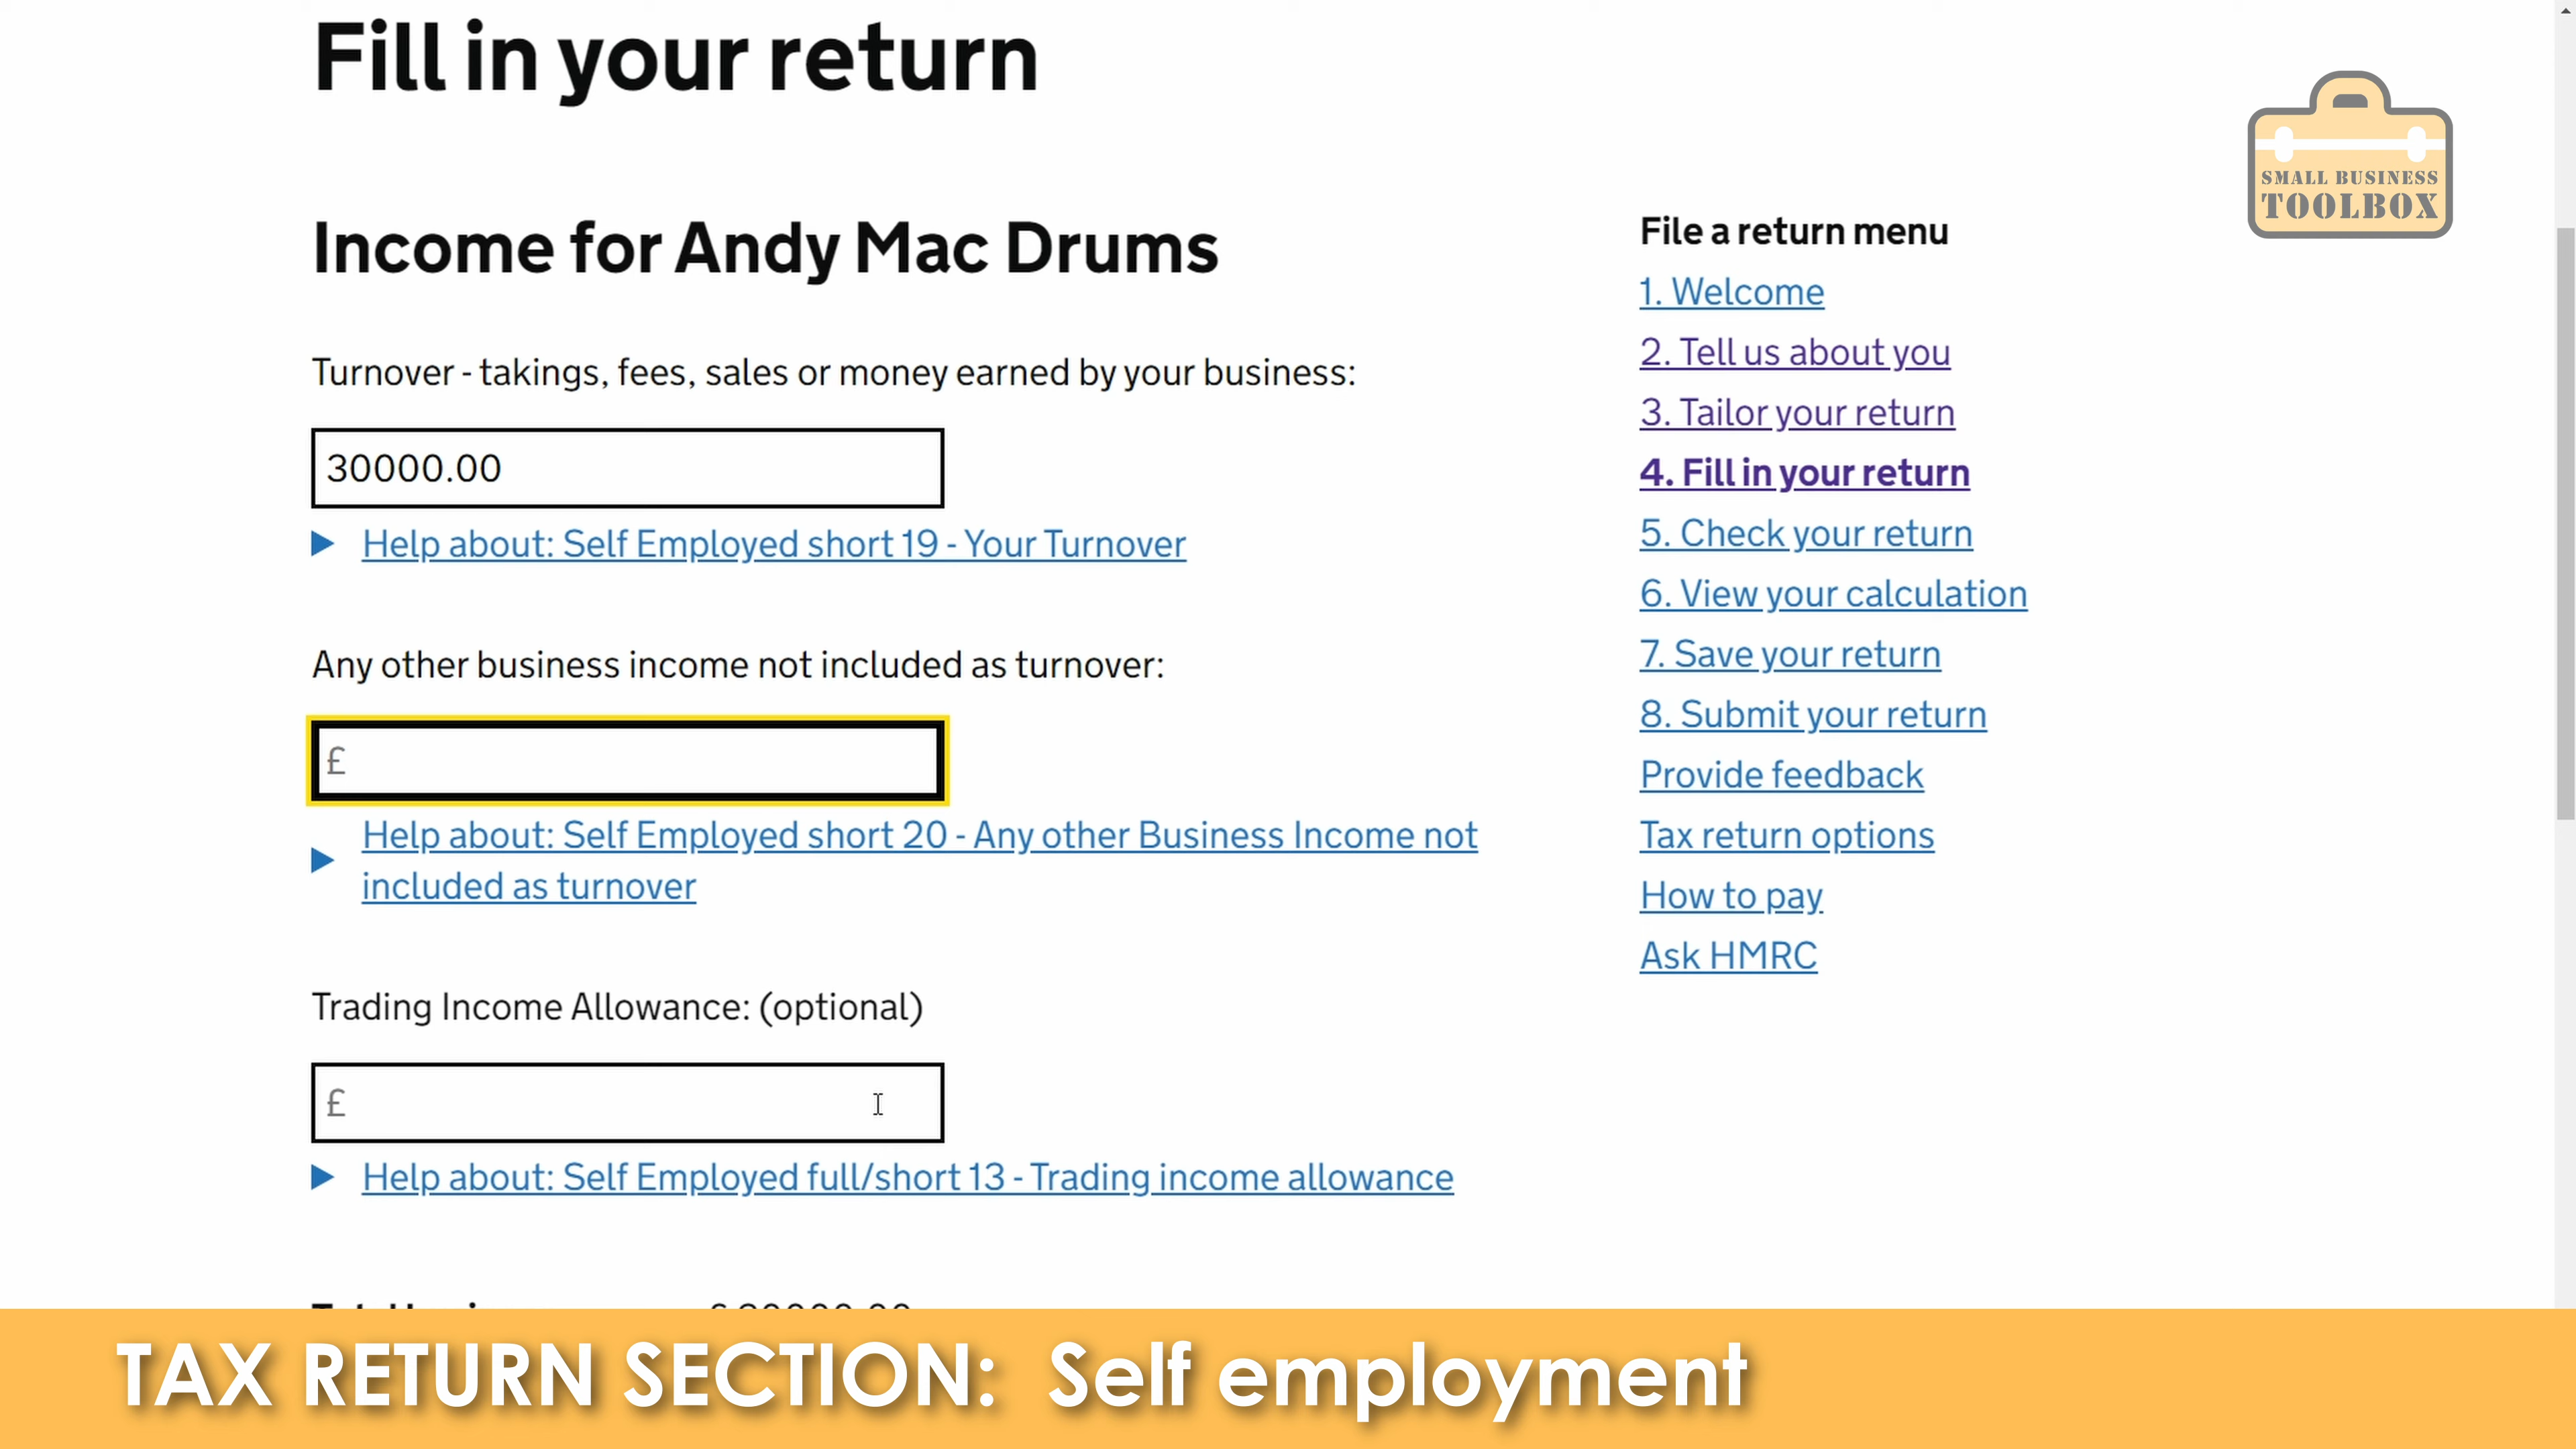 Fill in your return
SMALL BUSINESS
TOOLBOX
Income for Andy Mac Drums
Turnover - takings, fees, sales or money earned by your business:
30000.00
Help about: Self Employed short 19 - Your Turnover
Any other business income not included as turnover:
£
Help about: Self Employed short 20 - Any other Business Income not
included as turnover
Trading Income Allowance: (optional)
£
Help about: Self Employed full/short 13 - Trading income allowance
File a return menu
1. Welcome
2. Tell us about you
3. Tailor your return
4. Fill in your return
5. Check your return
6. View your calculation
7. Save your return
8. Submit your return
Provide feedback
Tax return options
How to pay
Ask HMRC
TAX RETURN SECTION: Self employment